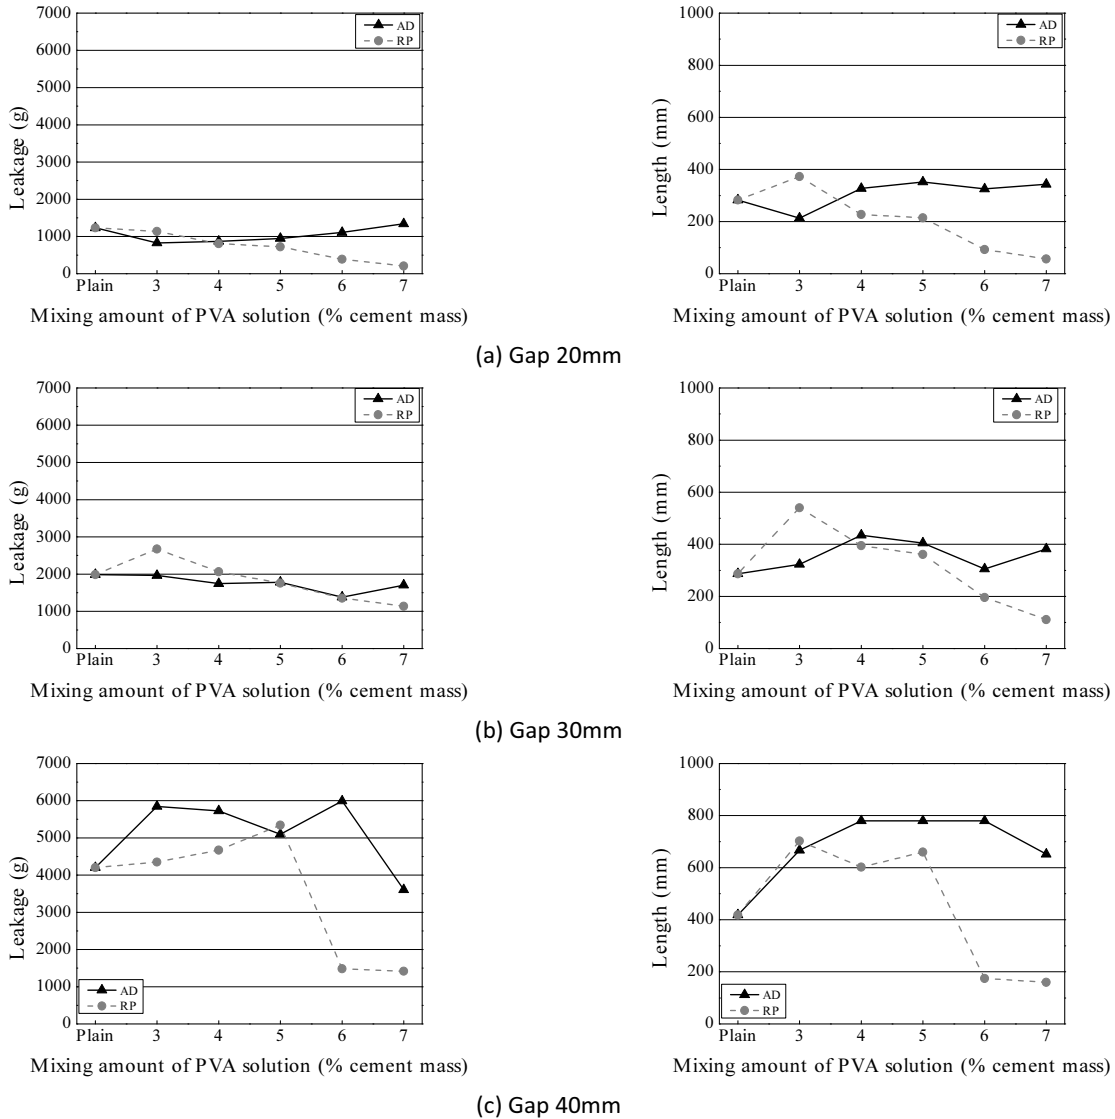 7000
6000
5000
4000
3000
2000
1000
0
Leakage (g)
AD
RP
Plain 3 4 5 6 7
Mixing amount of PVA solution (% cement mass)
1000
800
600
400
200
0
Length (mm)
AD
RP
Plain 3 4 5 6 7
Mixing amount of PVA solution (% cement mass)
(a) Gap 20mm
7000
6000
5000
4000
3000
2000
1000
0
Leakage (g)
AD
RP
Plain 3 4 5 6 7
Mixing amount of PVA solution (% cement mass)
1000
800
600
400
200
0
Length (mm)
AD
RP
Plain 3 4 5 6 7
Mixing amount of PVA solution (% cement mass)
(b) Gap 30mm
7000
6000
5000
4000
3000
2000
1000
0
Leakage (g)
AD
RP
Plain 3 4 5 6 7
Mixing amount of PVA solution (% cement mass)
1000
800
600
400
200
0
Length (mm)
AD
RP
Plain 3 4 5 6 7
Mixing amount of PVA solution (% cement mass)
(c) Gap 40mm